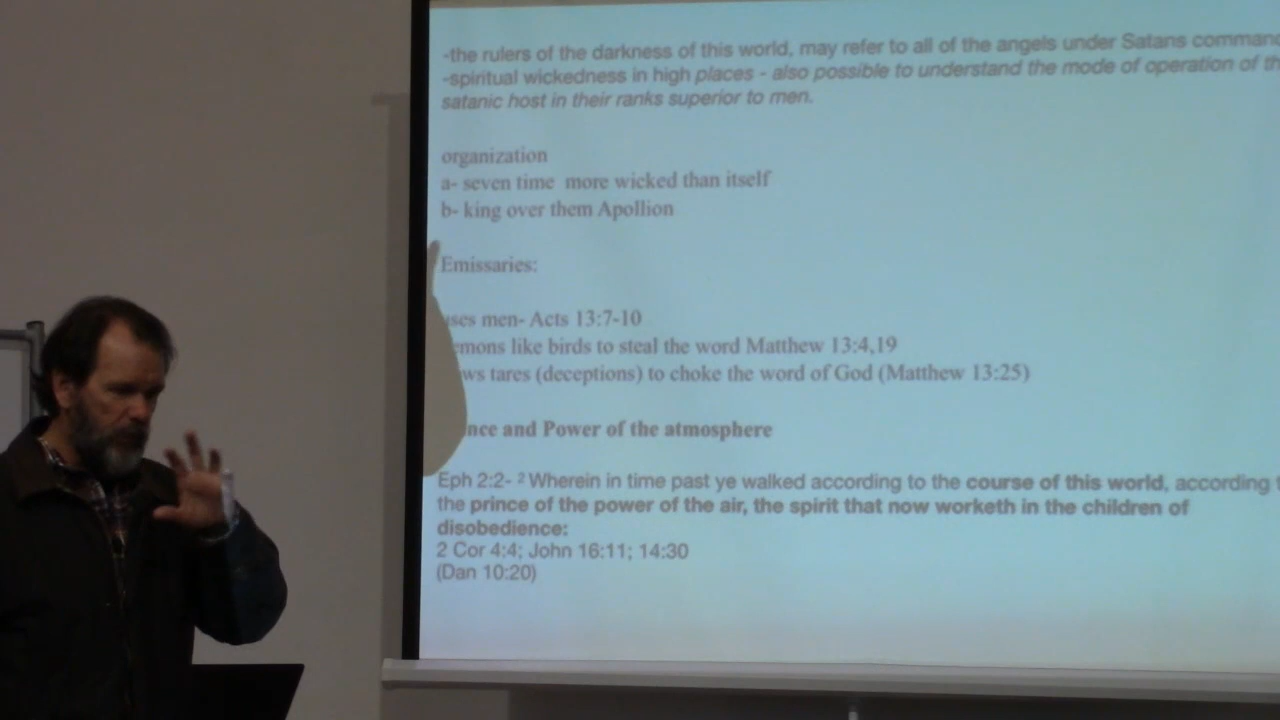 -the rulers of the darkness of this world, may refer to all of the angels under Satans comman
-spiritual wickedness in high places - also possible to understand the mode of operation of th
satanic host in their ranks superior to men.
organization
a- seven time more wicked than itself
b- king over them Apollion
Emissaries:
ses men- Acts 13:7-10
mons like birds to steal the word Matthew 13:4,19
ws tares (deceptions) to choke the word of God (Matthew 13:25)
nce and Power of the atmosphere
Eph 2:2- 2 Wherein in time past ye walked according to the course of this world, according t
the prince of the power of the air, the spirit that now worketh in the children of
disobedience:
2 Cor 4:4; John 16:11; 14:30
(Dan 10:20)